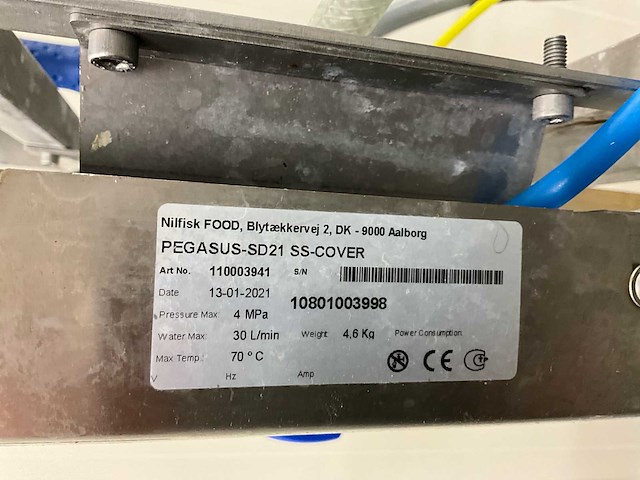 Nilfisk FOOD, Blytækkervej 2, DK - 9000 Aalborg
PEGASUS-SD21 SS-COVER
Art No. 110003941 S/N
Date 13-01-2021 10801003998
Pressure Max: 4 MPa
Water Max: 30 L/min Weight: 4,6 Kg Power Consumption:
Max Temp.: 70 º C CE
V Hz Amp